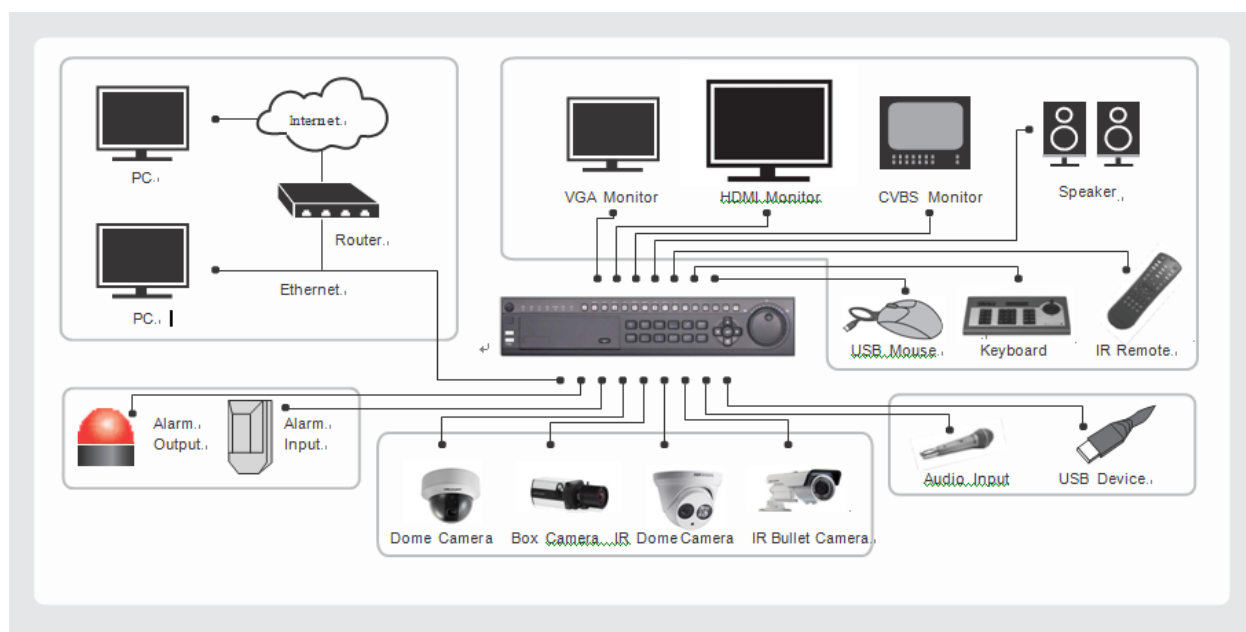 Internet
PC
Router
Ethernet
PC
VGA Monitor
HDMI Monitor
CVBS Monitor
Speaker
USB Mouse
Keyboard
IR Remote
Alarm
Output
Alarm
Input
Dome Camera
Box Camera
IR Dome Camera
IR Bullet Camera
Audio Input
USB Device